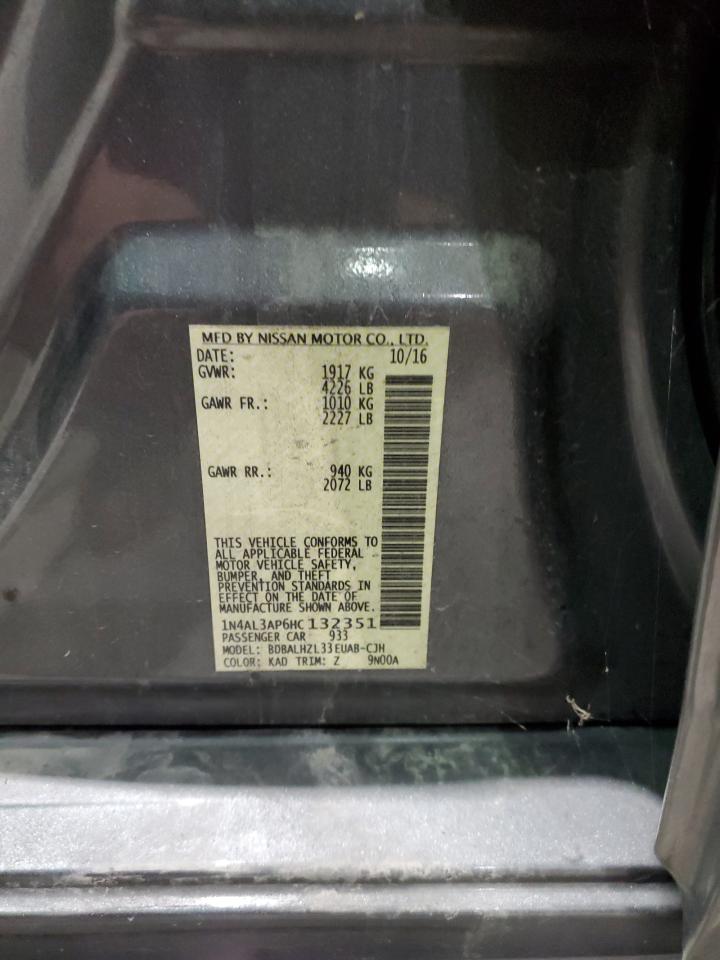 MFD BY NISSAN MOTOR CO., LTD.
DATE: 10/16
GVWR: 1917 KG
4226 LB
GAWR FR.: 1010 KG
2227 LB
GAWR RR.: 940 KG
2072 LB
THIS VEHICLE CONFORMS TO
ALL APPLICABLE FEDERAL
MOTOR VEHICLE SAFETY,
BUMPER, AND THEFT
PREVENTION STANDARDS IN
EFFECT ON THE DATE OF
MANUFACTURE SHOWN ABOVE.
1N4AL3AP6HC132351
PASSENGER CAR 933
MODEL: BDBALHZL33EUAB-CJH
COLOR: KAD TRIM: Z 9N00A